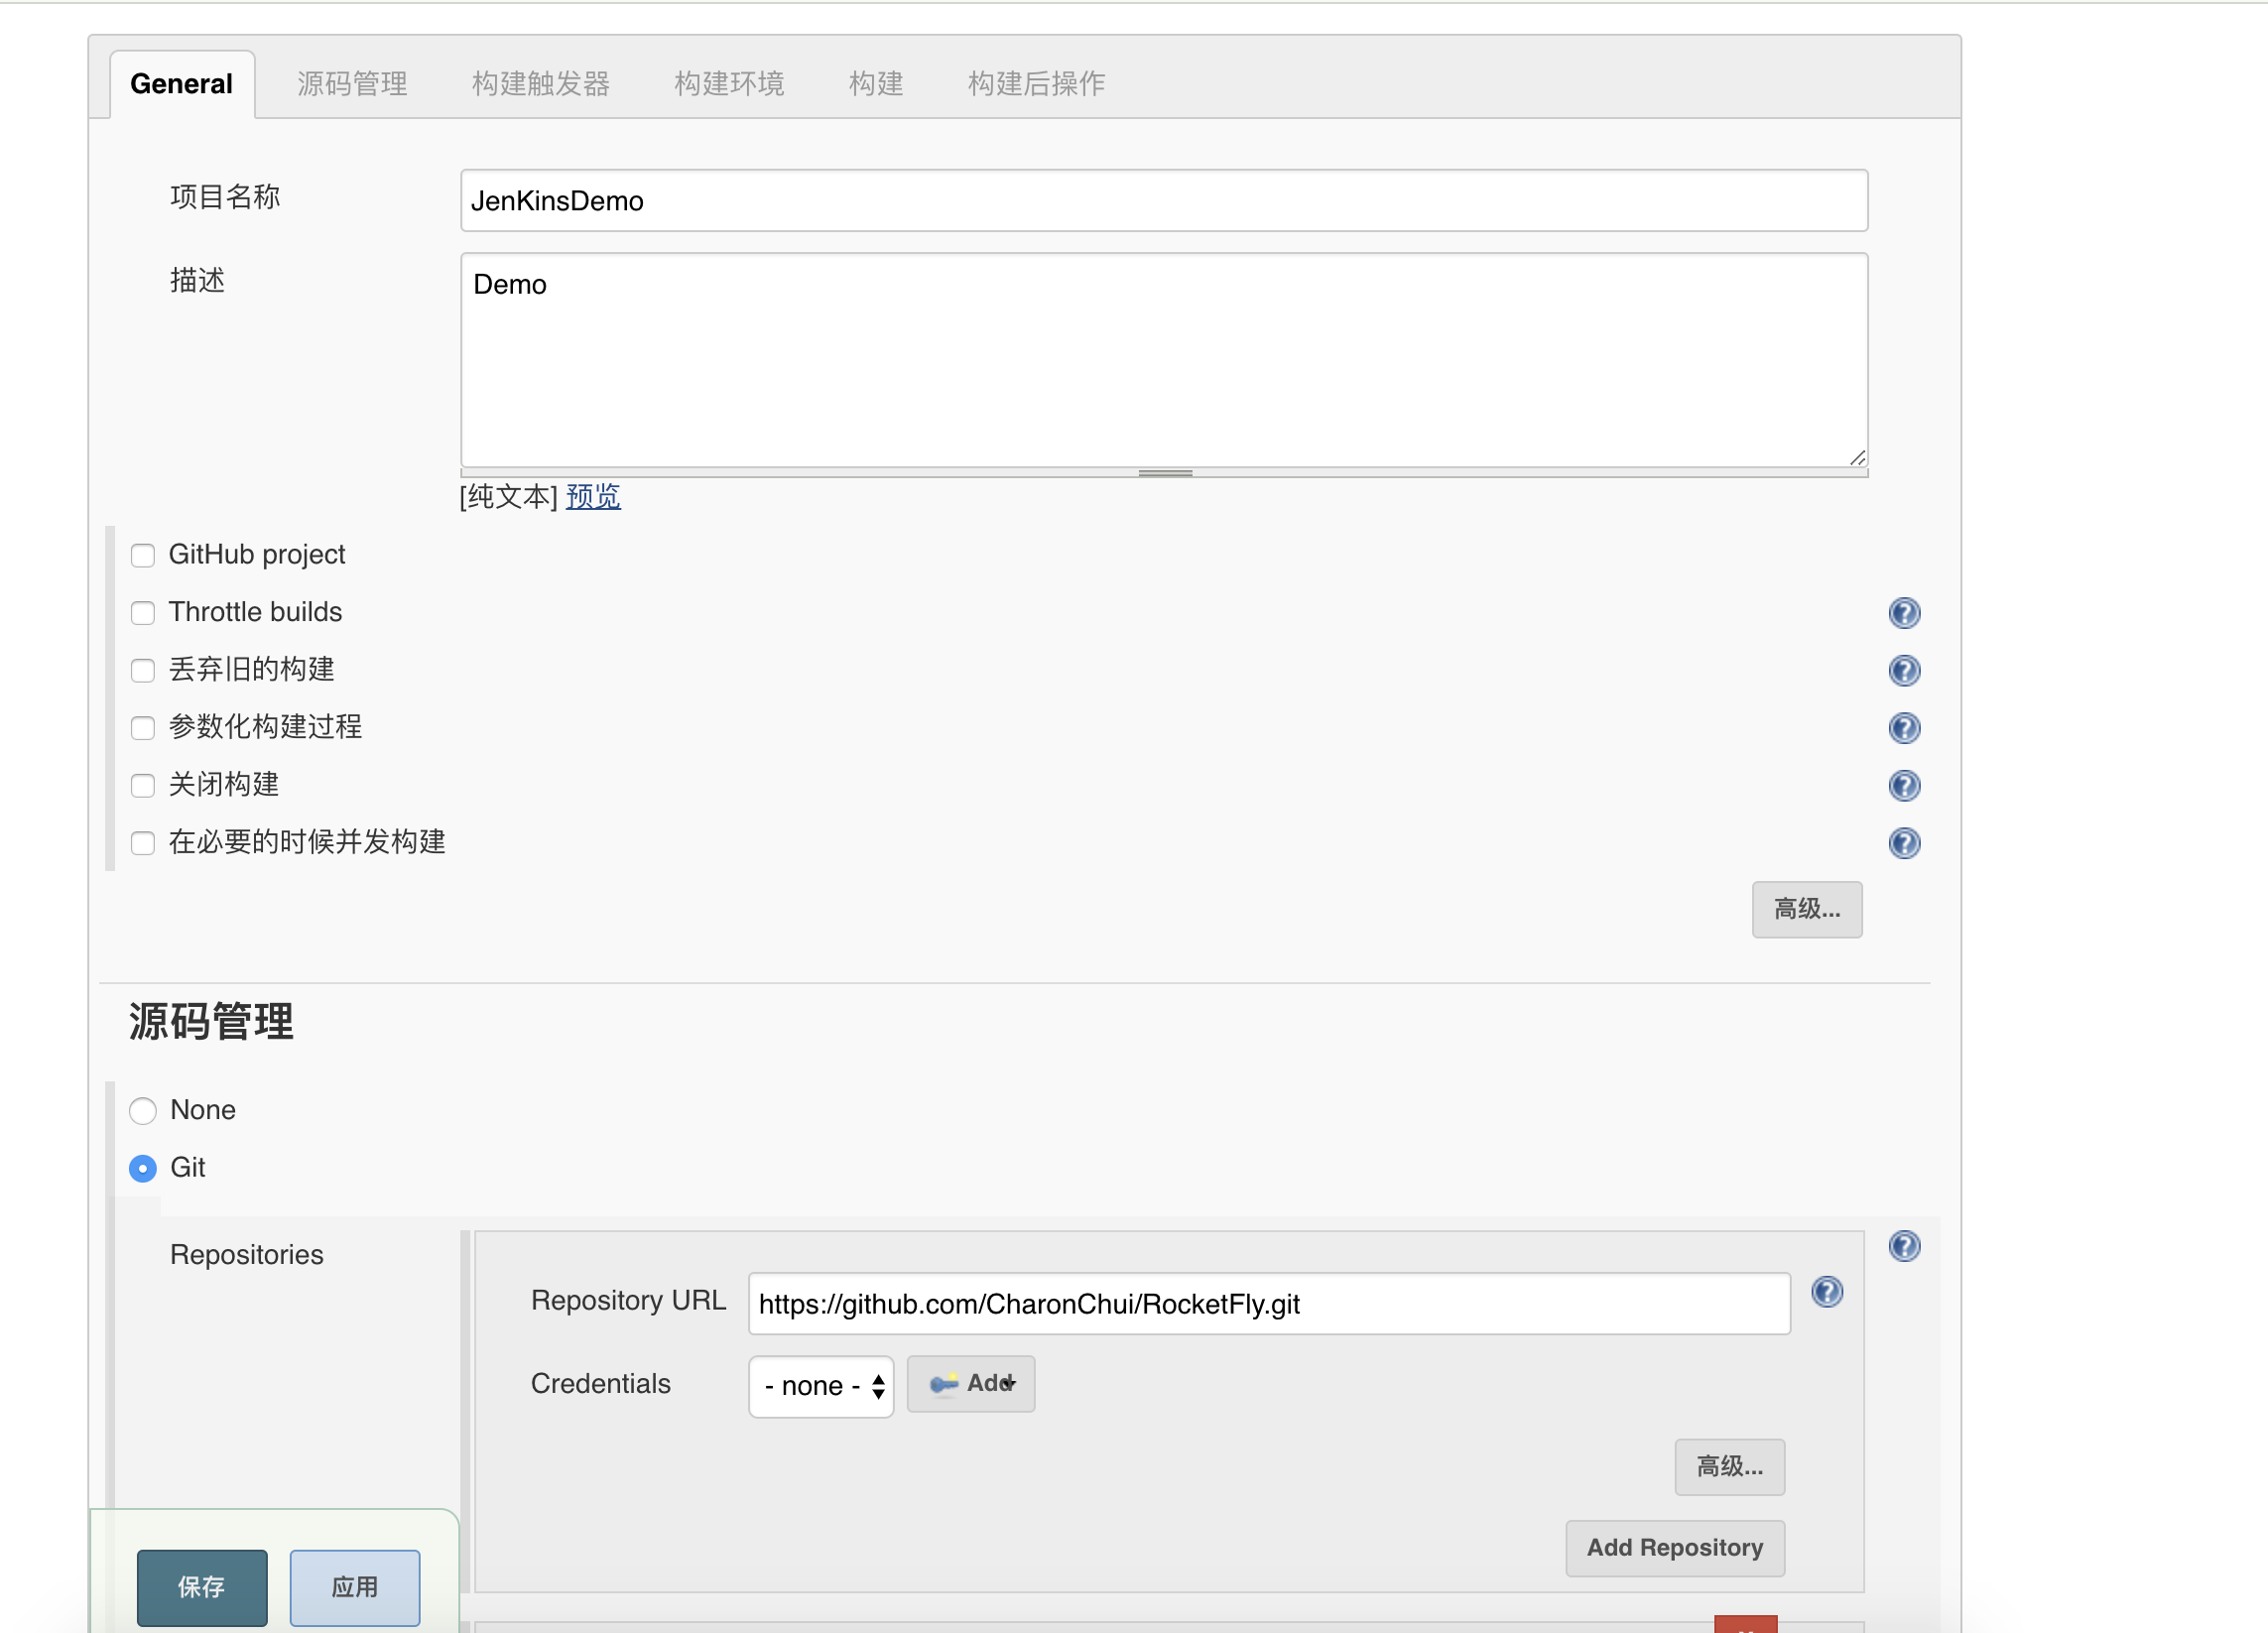 General 源码管理 构建触发器 构建环境 构建 构建后操作
项目名称 JenKinsDemo
描述 Demo
[纯文本] 预览
GitHub project
Throttle builds
丢弃旧的构建
参数化构建过程
关闭构建
在必要的时候并发构建
高级...
源码管理
None
Git
Repositories
Repository URL https://github.com/CharonChui/RocketFly.git
Credentials - none - Add
高级...
Add Repository
保存 应用